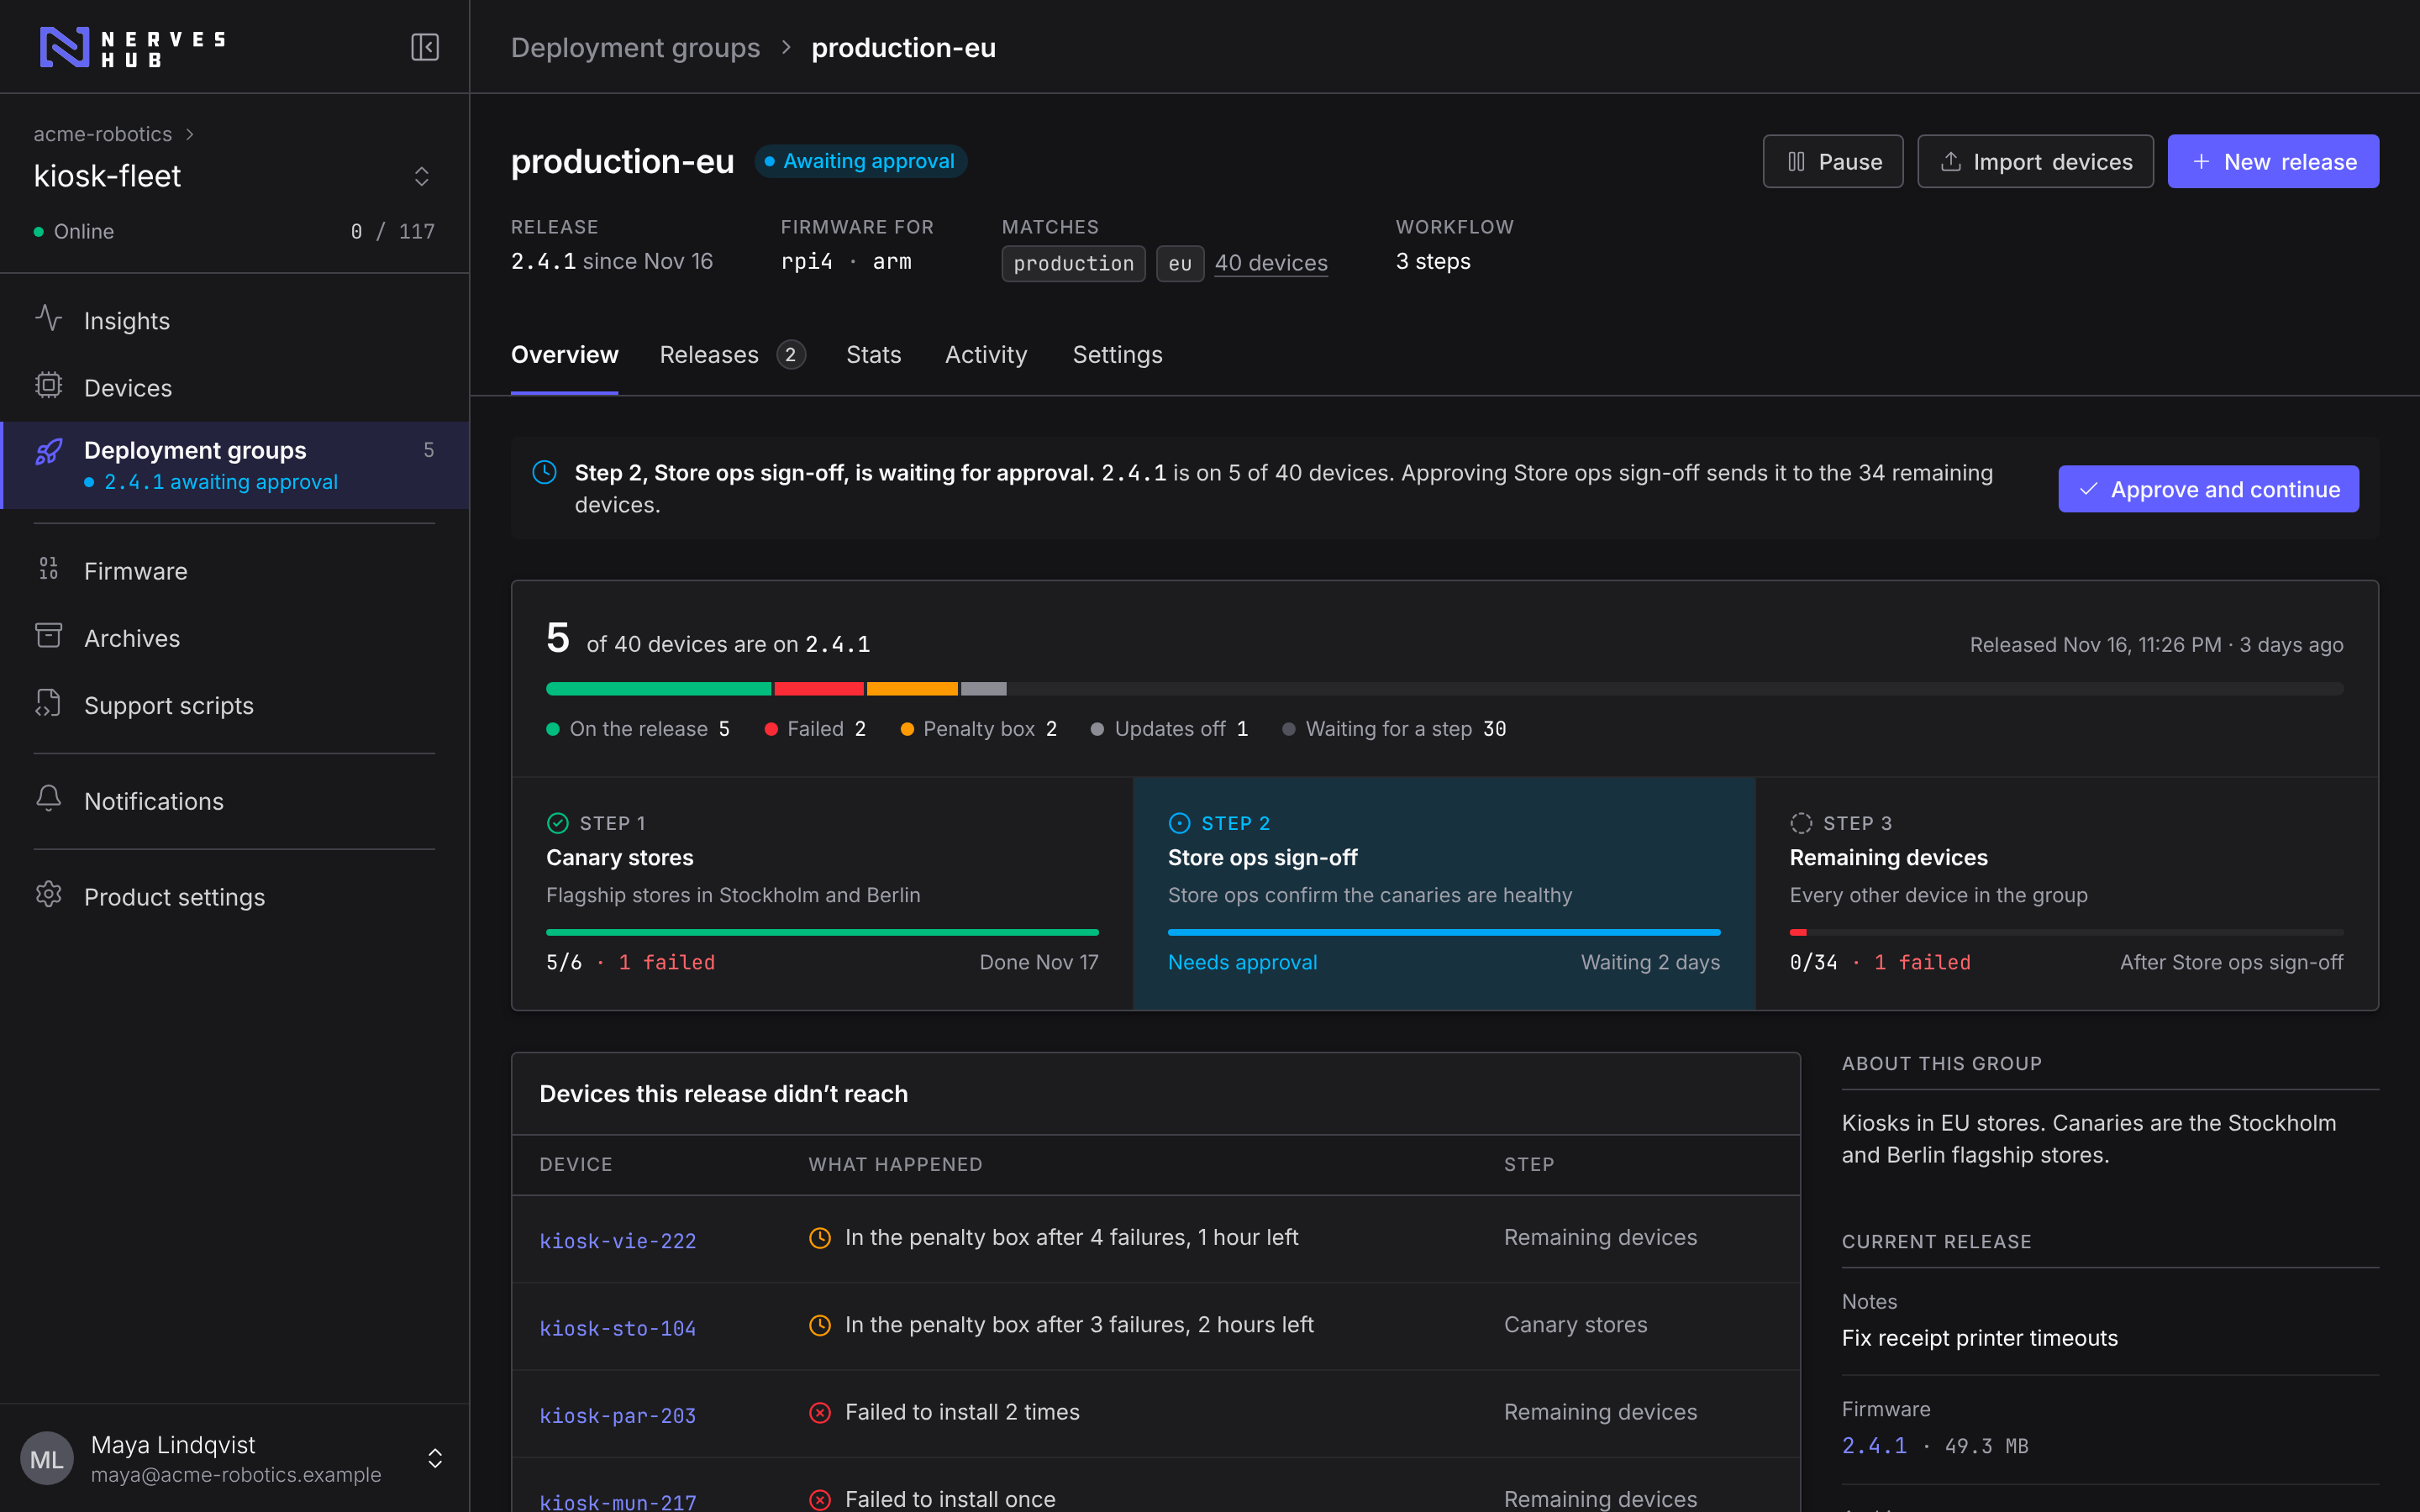 NERVES
HUB
acme-robotics
kiosk-fleet
Online 0 / 117
Insights
Devices
Deployment groups 5
2.4.1 awaiting approval
Firmware
Archives
Support scripts
Notifications
Product settings
ML
Maya Lindqvist
maya@acme-robotics.example
Deployment groups > production-eu
production-eu Awaiting approval
Pause
Import devices
+ New release
RELEASE
2.4.1 since Nov 16
FIRMWARE FOR
rpi4 · arm
MATCHES
production eu 40 devices
WORKFLOW
3 steps
Overview Releases 2 Stats Activity Settings
Step 2, Store ops sign-off, is waiting for approval. 2.4.1 is on 5 of 40 devices. Approving Store ops sign-off sends it to the 34 remaining
devices.
Approve and continue
5 of 40 devices are on 2.4.1
Released Nov 16, 11:26 PM · 3 days ago
On the release 5 Failed 2 Penalty box 2 Updates off 1 Waiting for a step 30
STEP 1
Canary stores
Flagship stores in Stockholm and Berlin
5/6 · 1 failed Done Nov 17
STEP 2
Store ops sign-off
Store ops confirm the canaries are healthy
Needs approval Waiting 2 days
STEP 3
Remaining devices
Every other device in the group
0/34 · 1 failed After Store ops sign-off
Devices this release didn’t reach
DEVICE WHAT HAPPENED STEP
kiosk-vie-222 In the penalty box after 4 failures, 1 hour left Remaining devices
kiosk-sto-104 In the penalty box after 3 failures, 2 hours left Canary stores
kiosk-par-203 Failed to install 2 times Remaining devices
kiosk-mun-217 Failed to install once Remaining devices
ABOUT THIS GROUP
Kiosks in EU stores. Canaries are the Stockholm
and Berlin flagship stores.
CURRENT RELEASE
Notes
Fix receipt printer timeouts
Firmware
2.4.1 · 49.3 MB